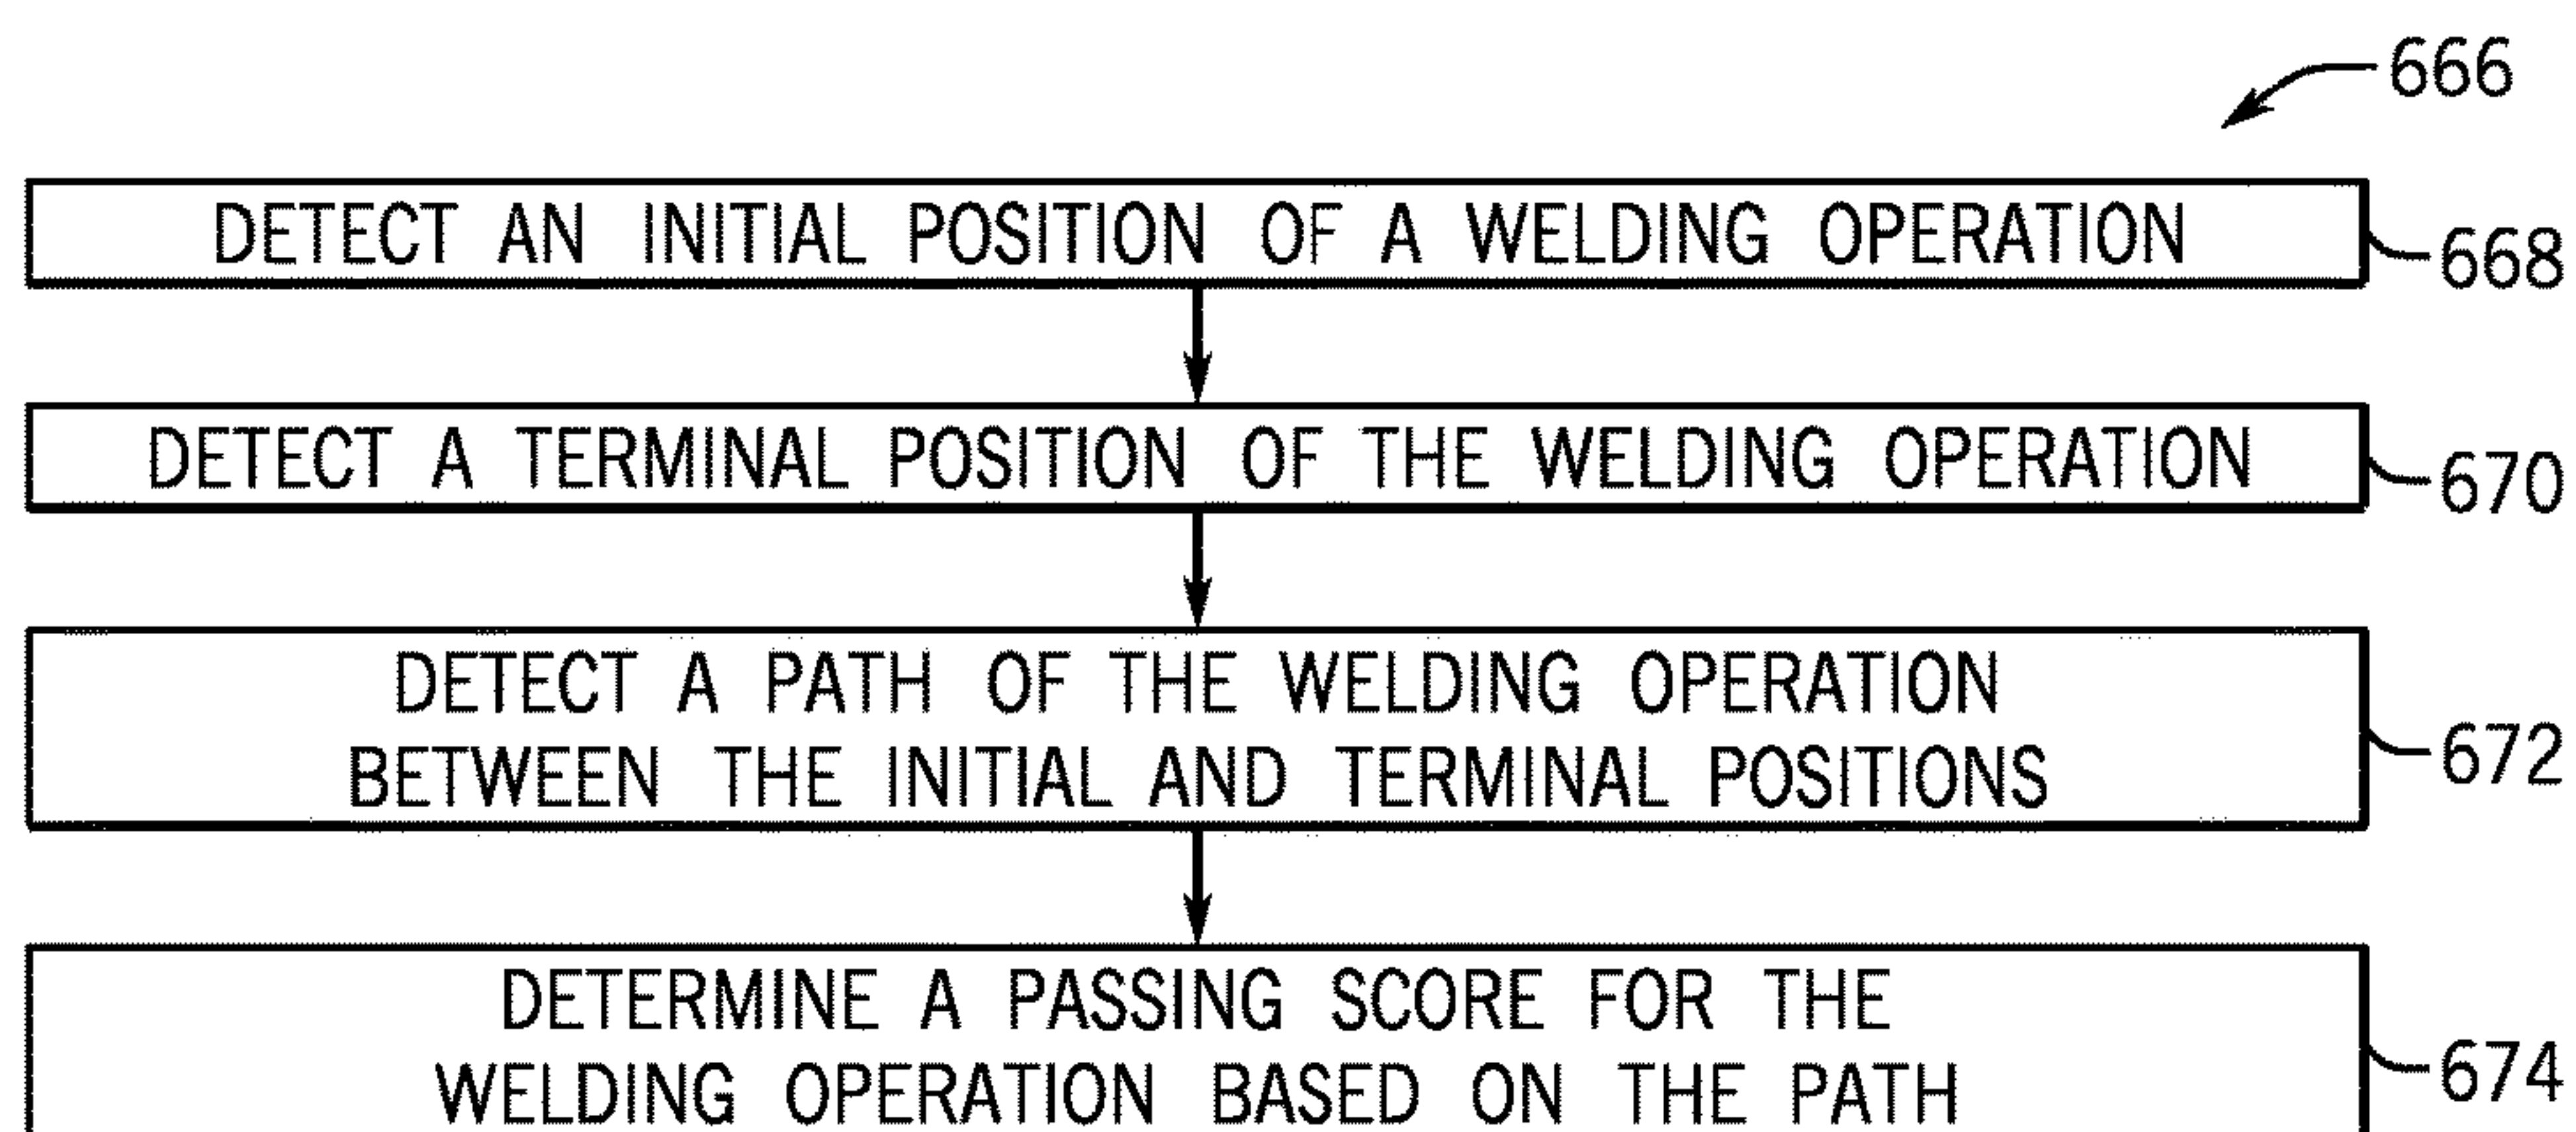 666
DETECT AN INITIAL POSITION OF A WELDING OPERATION
668
DETECT A TERMINAL POSITION OF THE WELDING OPERATION
670
DETECT A PATH OF THE WELDING OPERATION
BETWEEN THE INITIAL AND TERMINAL POSITIONS
672
DETERMINE A PASSING SCORE FOR THE
WELDING OPERATION BASED ON THE PATH
674